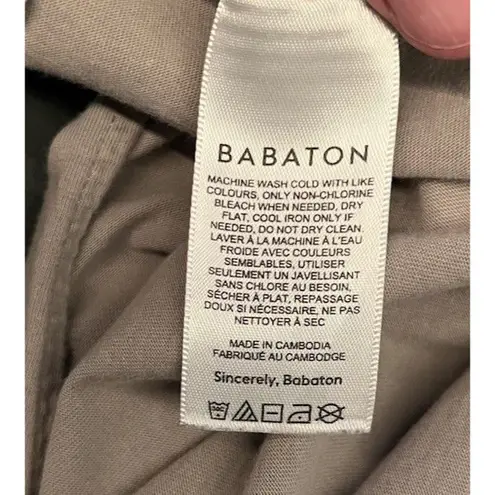 BABATON
MACHINE WASH COLD WITH LIKE
COLOURS, ONLY NON-CHLORINE
BLEACH WHEN NEEDED, DRY
FLAT, COOL IRON ONLY IF
NEEDED, DO NOT DRY CLEAN.
LAVER À LA MACHINE À L'EAU
FROIDE AVEC COULEURS
SEMBLABLES, UTILISER
SEULEMENT UN JAVELLISANT
SANS CHLORE AU BESOIN,
SÉCHER À PLAT, REPASSAGE
DOUX SI NÉCESSAIRE, NE PAS
NETTOYER À SEC
MADE IN CAMBODIA
FABRIQUÉ AU CAMBODGE
Sincerely, Babaton